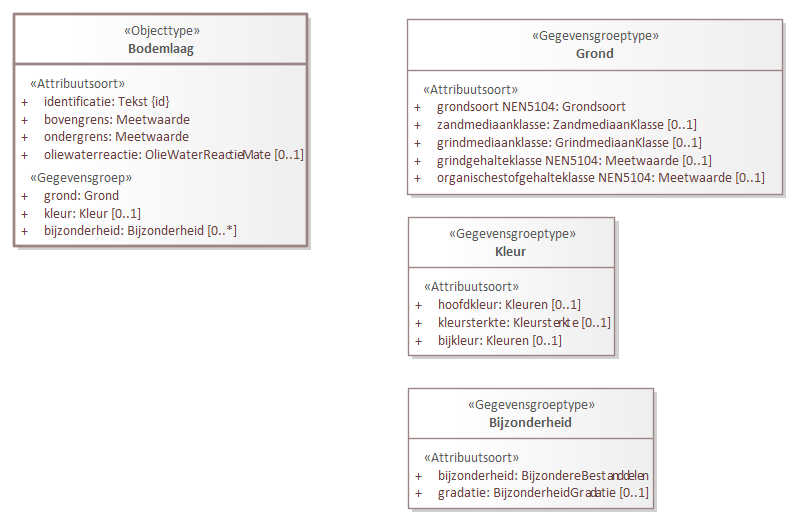 «Objecttype»
Bodemlaag
«Attribuutsoort»
+ identificatie: Tekst {id}
+ bovengrens: Meetwaarde
+ ondergrens: Meetwaarde
+ oliewaterreactie: OlieWaterReactieMate [0..1]
«Gegevensgroep»
+ grond: Grond
+ kleur: Kleur [0..1]
+ bijzonderheid: Bijzonderheid [0..*]
«Gegevensgroeptype»
Grond
«Attribuutsoort»
+ grondsoort NEN5104: Grondsoort
+ zandmediaanklasse: ZandmediaanKlasse [0..1]
+ grindmediaanklasse: GrindmediaanKlasse [0..1]
+ grindgehalteklasse NEN5104: Meetwaarde [0..1]
+ organischestofgehalteklasse NEN5104: Meetwaarde [0..1]
«Gegevensgroeptype»
Kleur
«Attribuutsoort»
+ hoofdkleur: Kleuren [0..1]
+ kleursterkte: Kleursterkte [0..1]
+ bijkleur: Kleuren [0..1]
«Gegevensgroeptype»
Bijzonderheid
«Attribuutsoort»
+ bijzonderheid: BijzondereBestanddelen
+ gradatie: BijzonderheidGradatie [0..1]